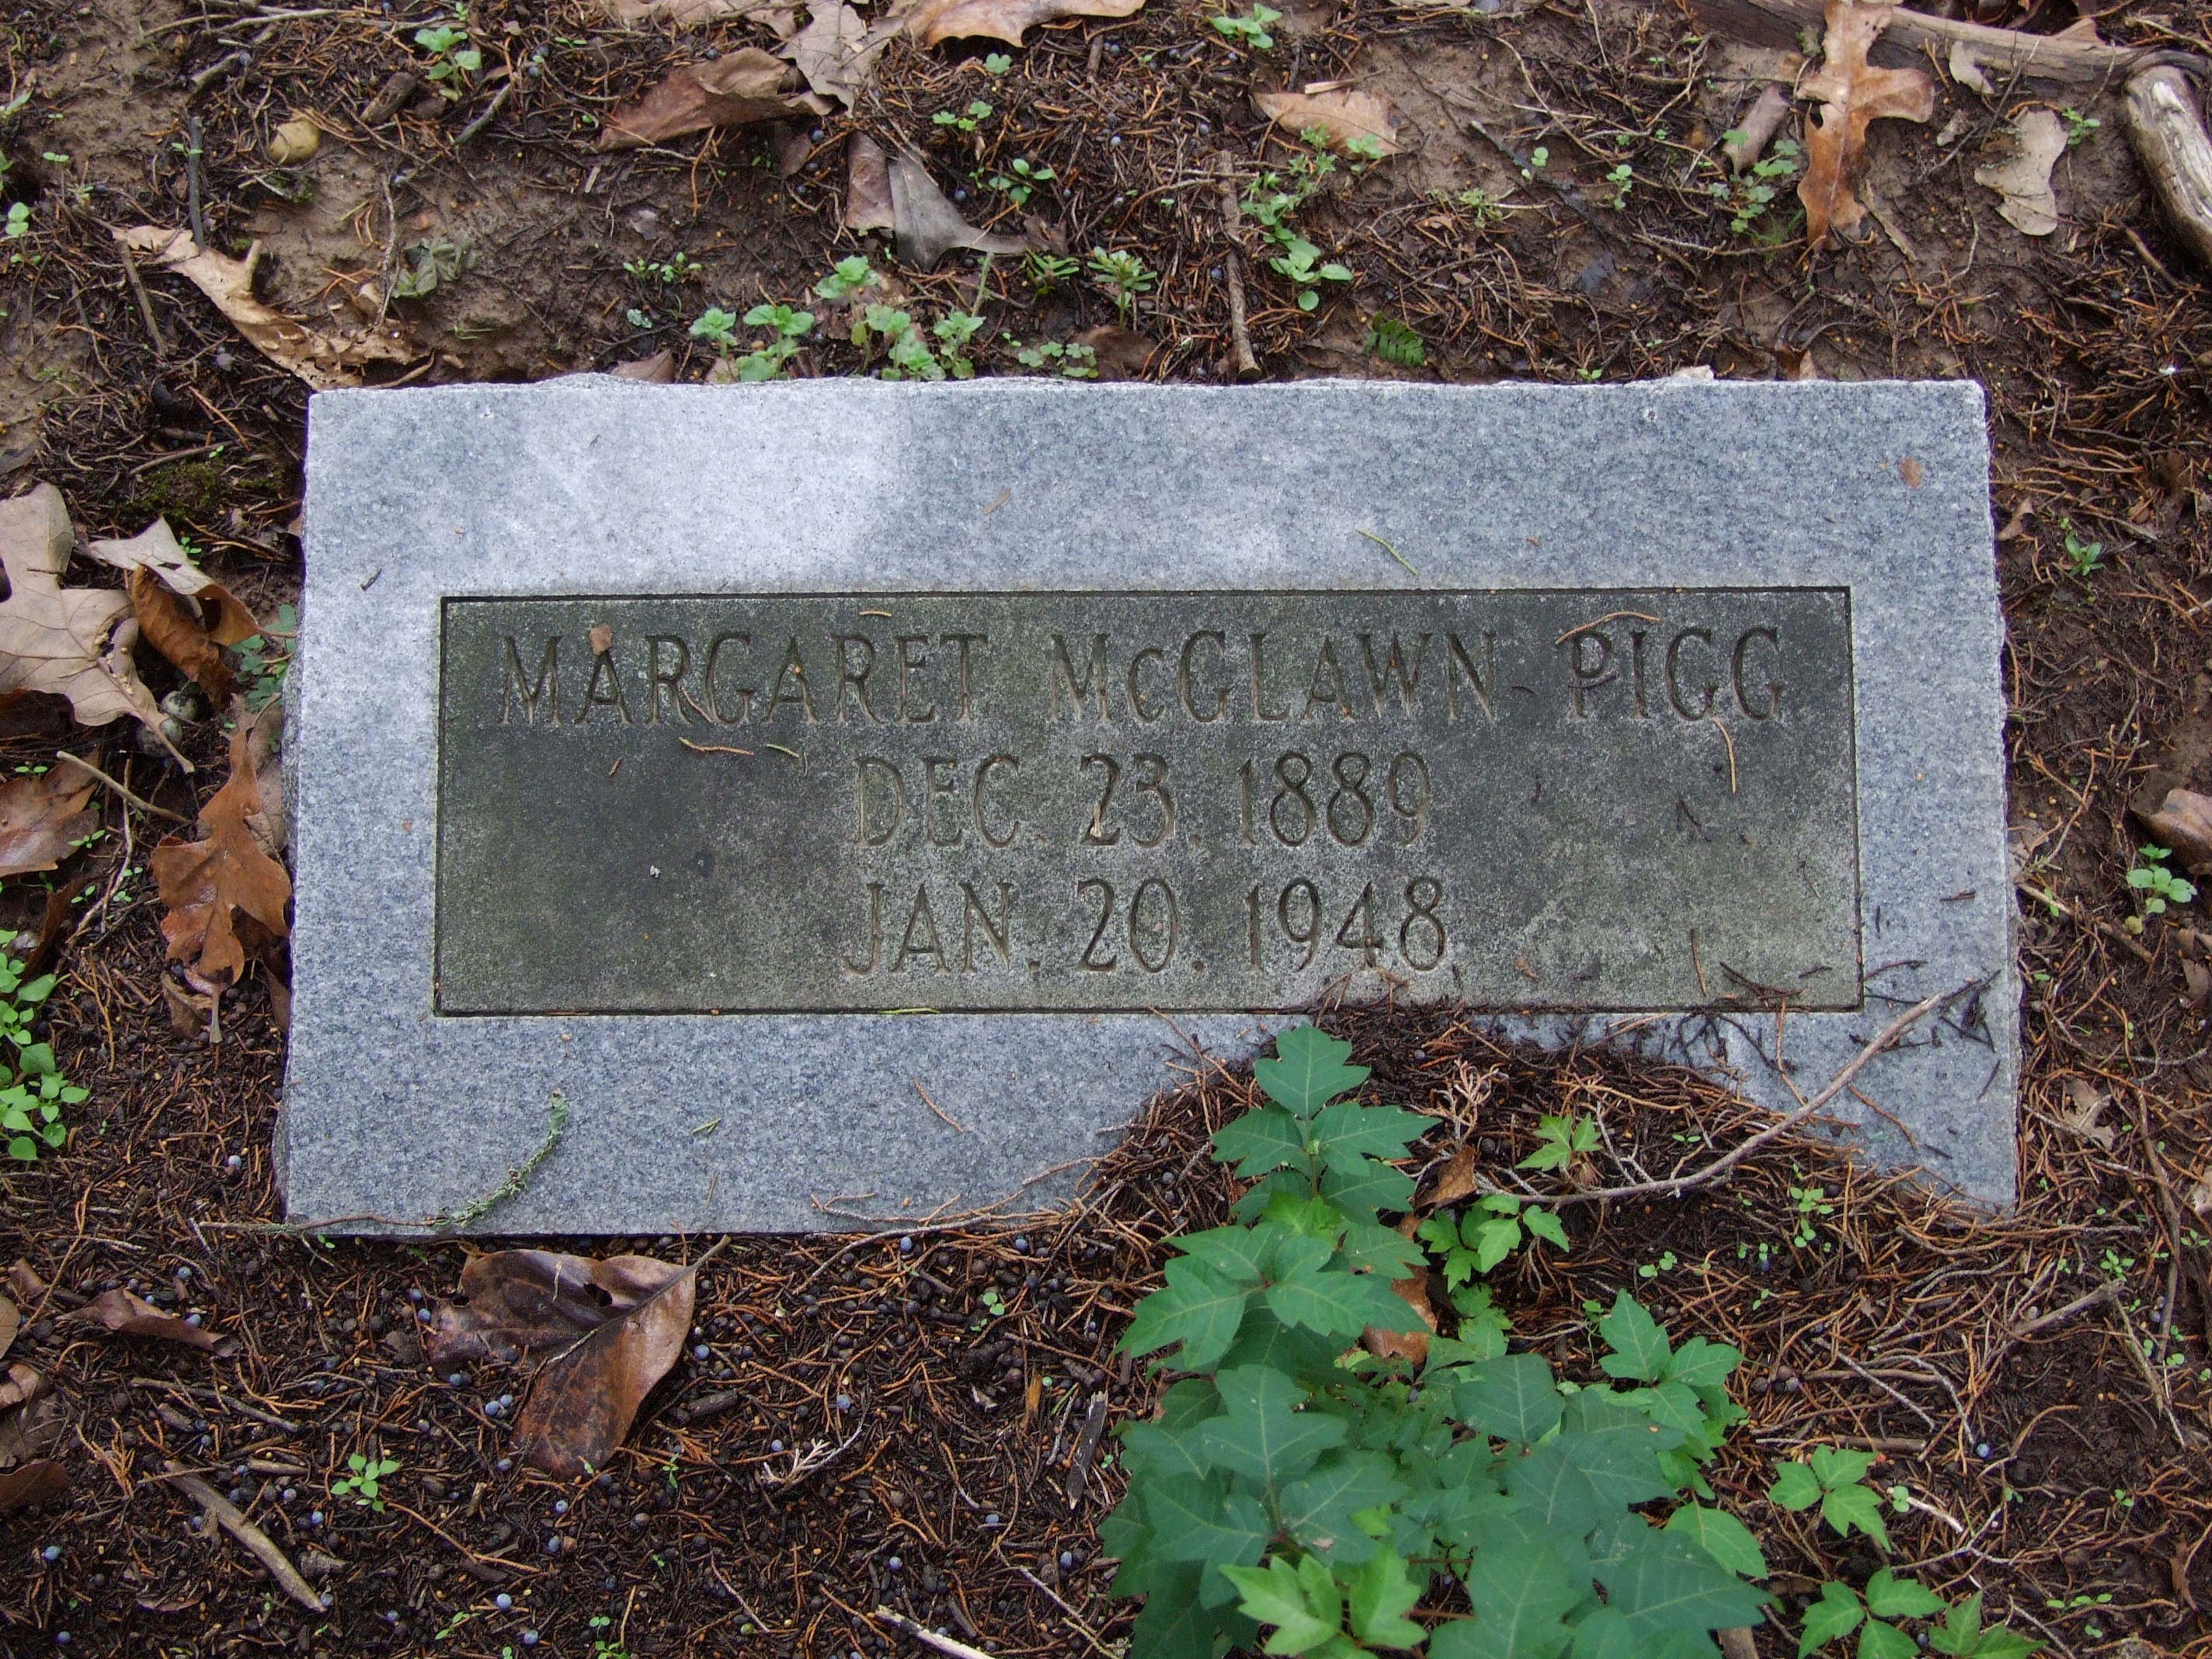 MARGARET McGLAWN PIGG
DEC. 23. 1889
JAN. 20. 1948